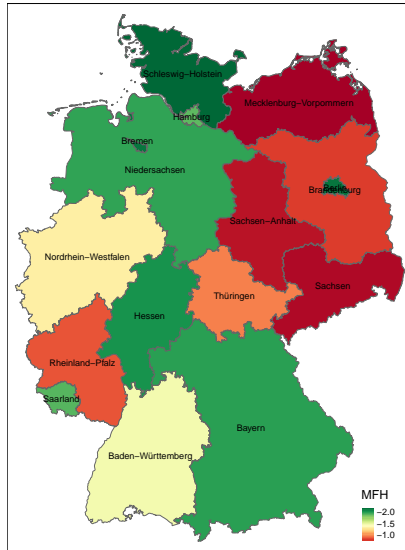 Schleswig−Holstein
Mecklenburg−Vorpommern
Hamburg
Bremen
Niedersachsen
Berlin
Brandenburg
Sachsen−Anhalt
Nordrhein−Westfalen
Sachsen
Thüringen
Hessen
Rheinland−Pfalz
Saarland
Bayern
Baden−Württemberg
MFH
−2.0
−1.5
−1.0